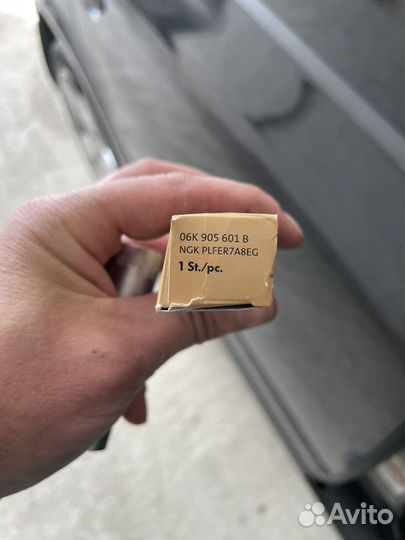 06K 905 601 B
NGK PLFER7A8EG
1 St./pc.
Avito